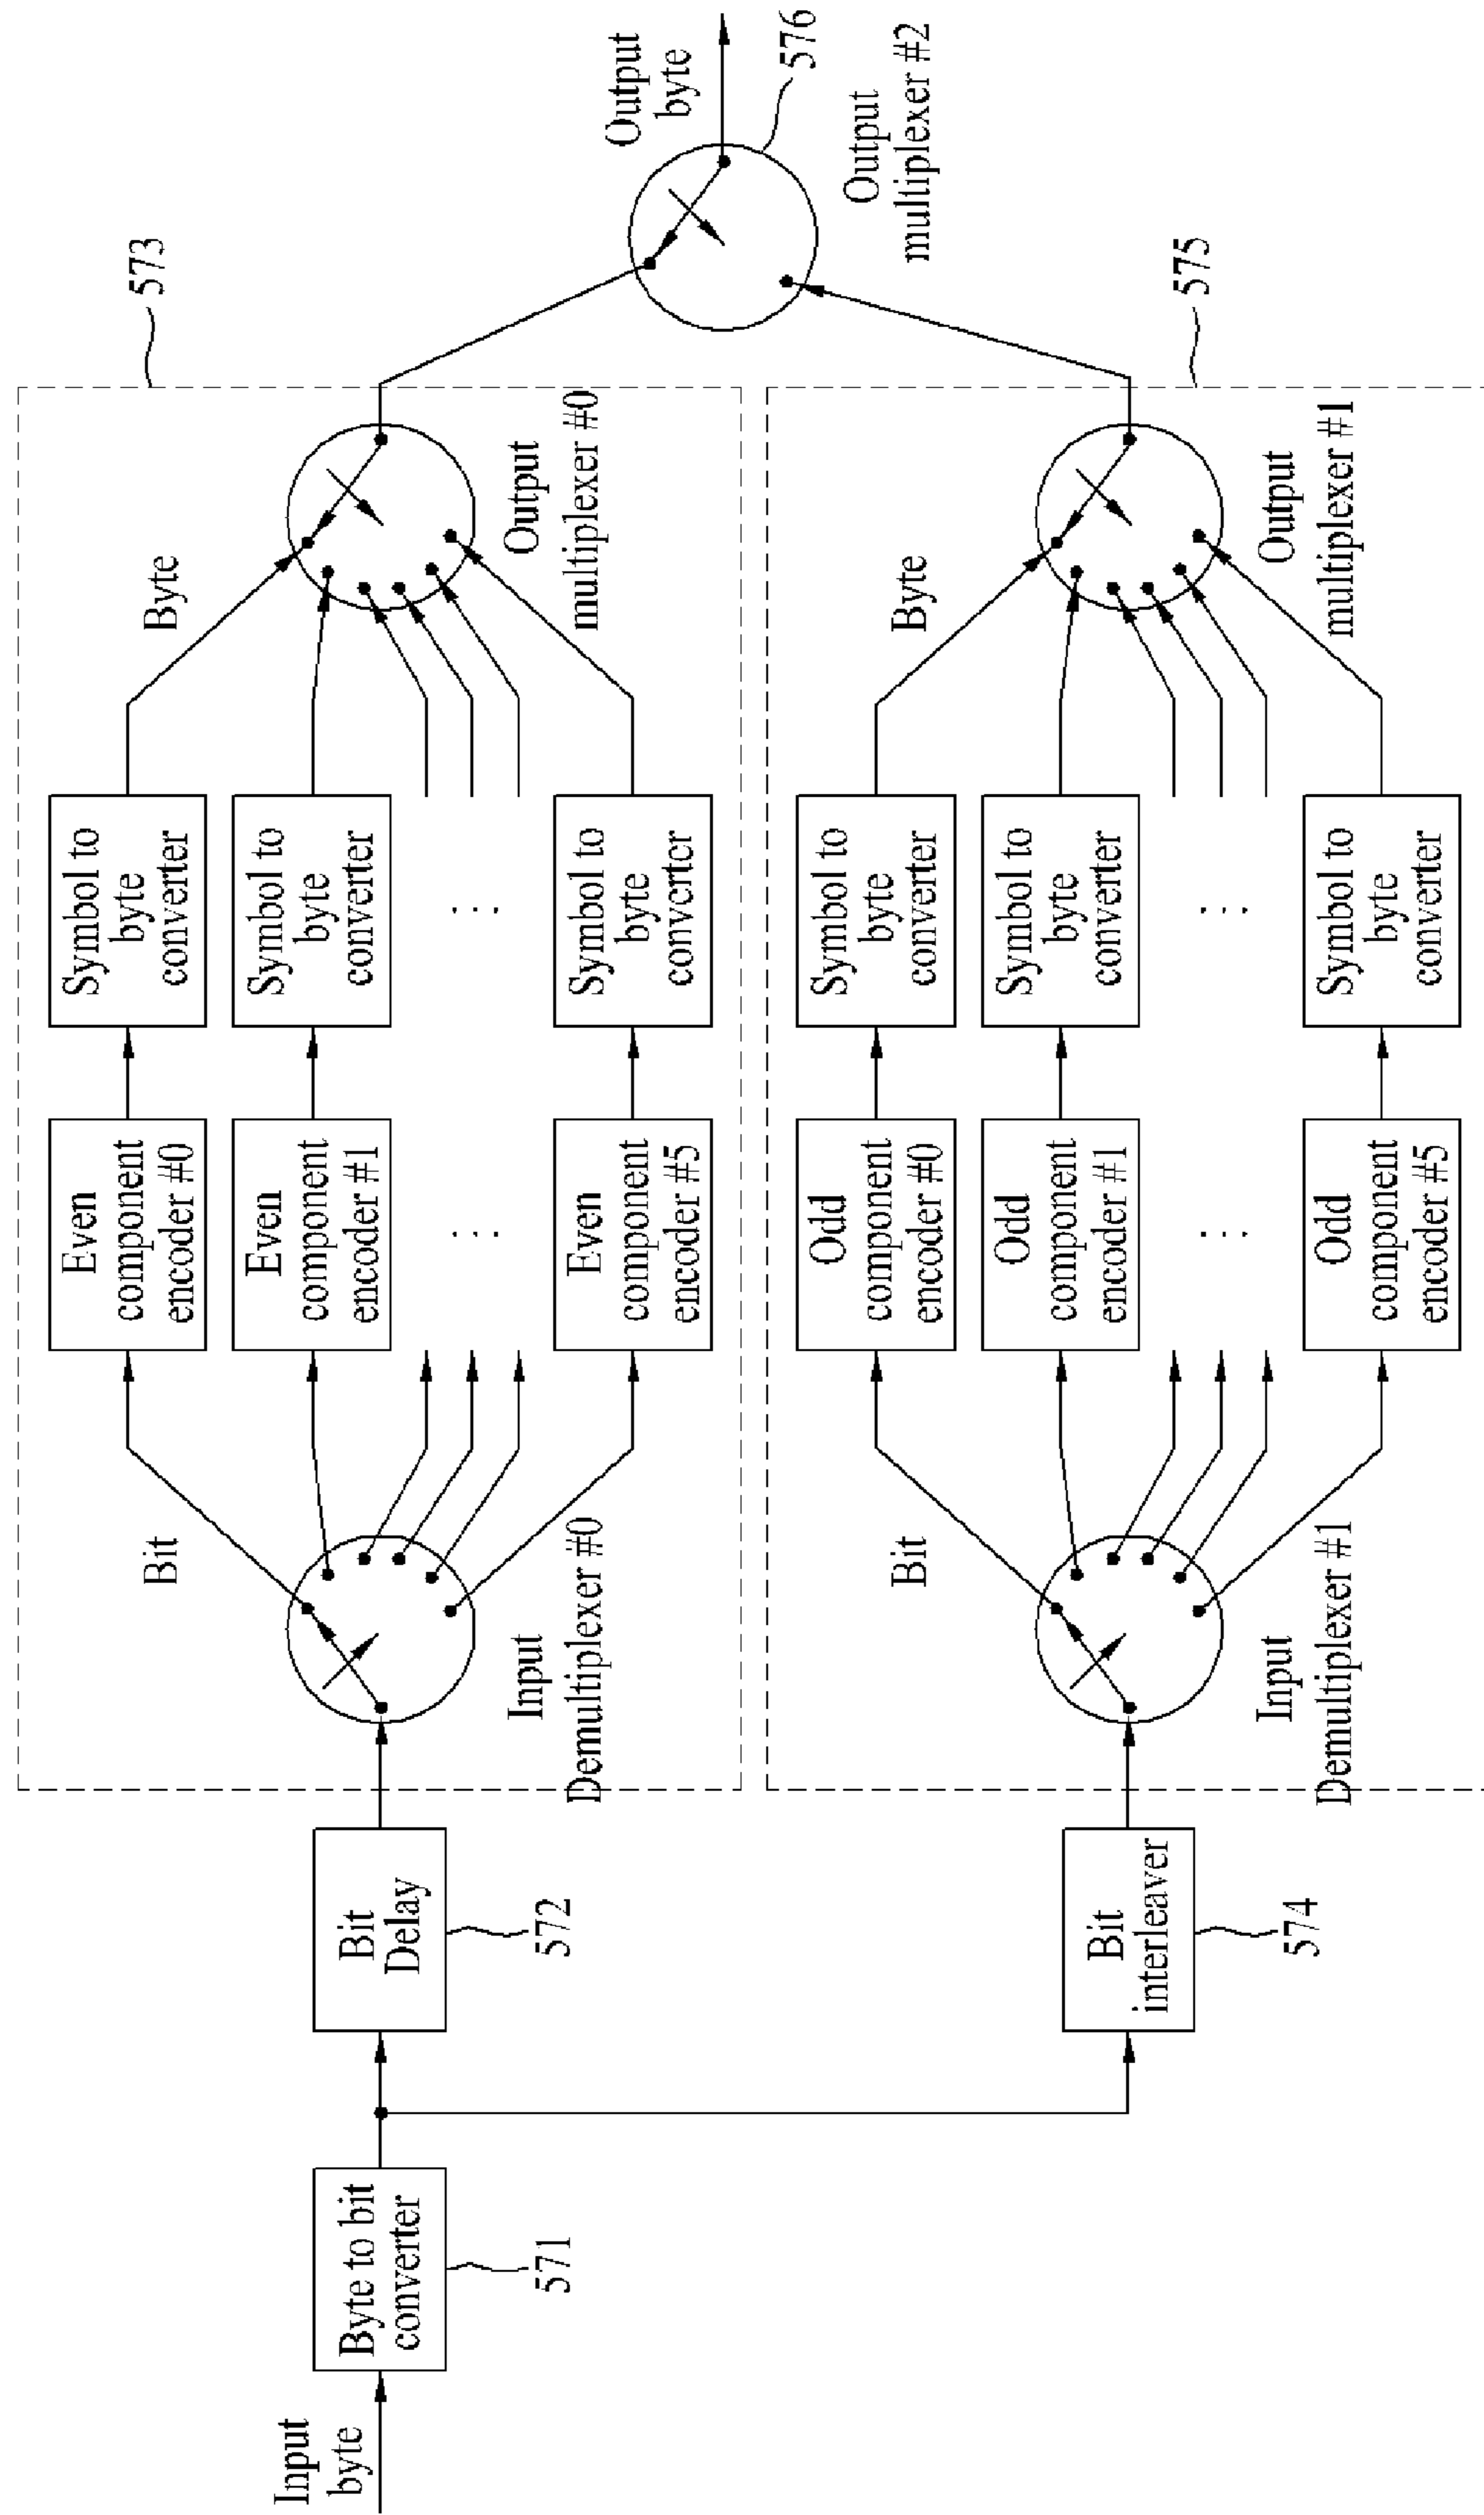 Input
byte
Byte to bit
converter
571
Bit
Delay
572
Bit
interleaver
574
573
Input
Demultiplexer #0
Bit
Even
component
encoder #0
Even
component
encoder #1
. . .
Even
component
encoder #5
Symbol to
byte
converter
Symbol to
byte
converter
. . .
Symbol to
byte
converter
Byte
Output
multiplexer #0
575
Input
Demultiplexer #1
Bit
Odd
component
encoder #0
Odd
component
encoder #1
. . .
Odd
component
encoder #5
Symbol to
byte
converter
Symbol to
byte
converter
. . .
Symbol to
byte
converter
Byte
Output
multiplexer #1
Output
byte
576
Output
multiplexer #2